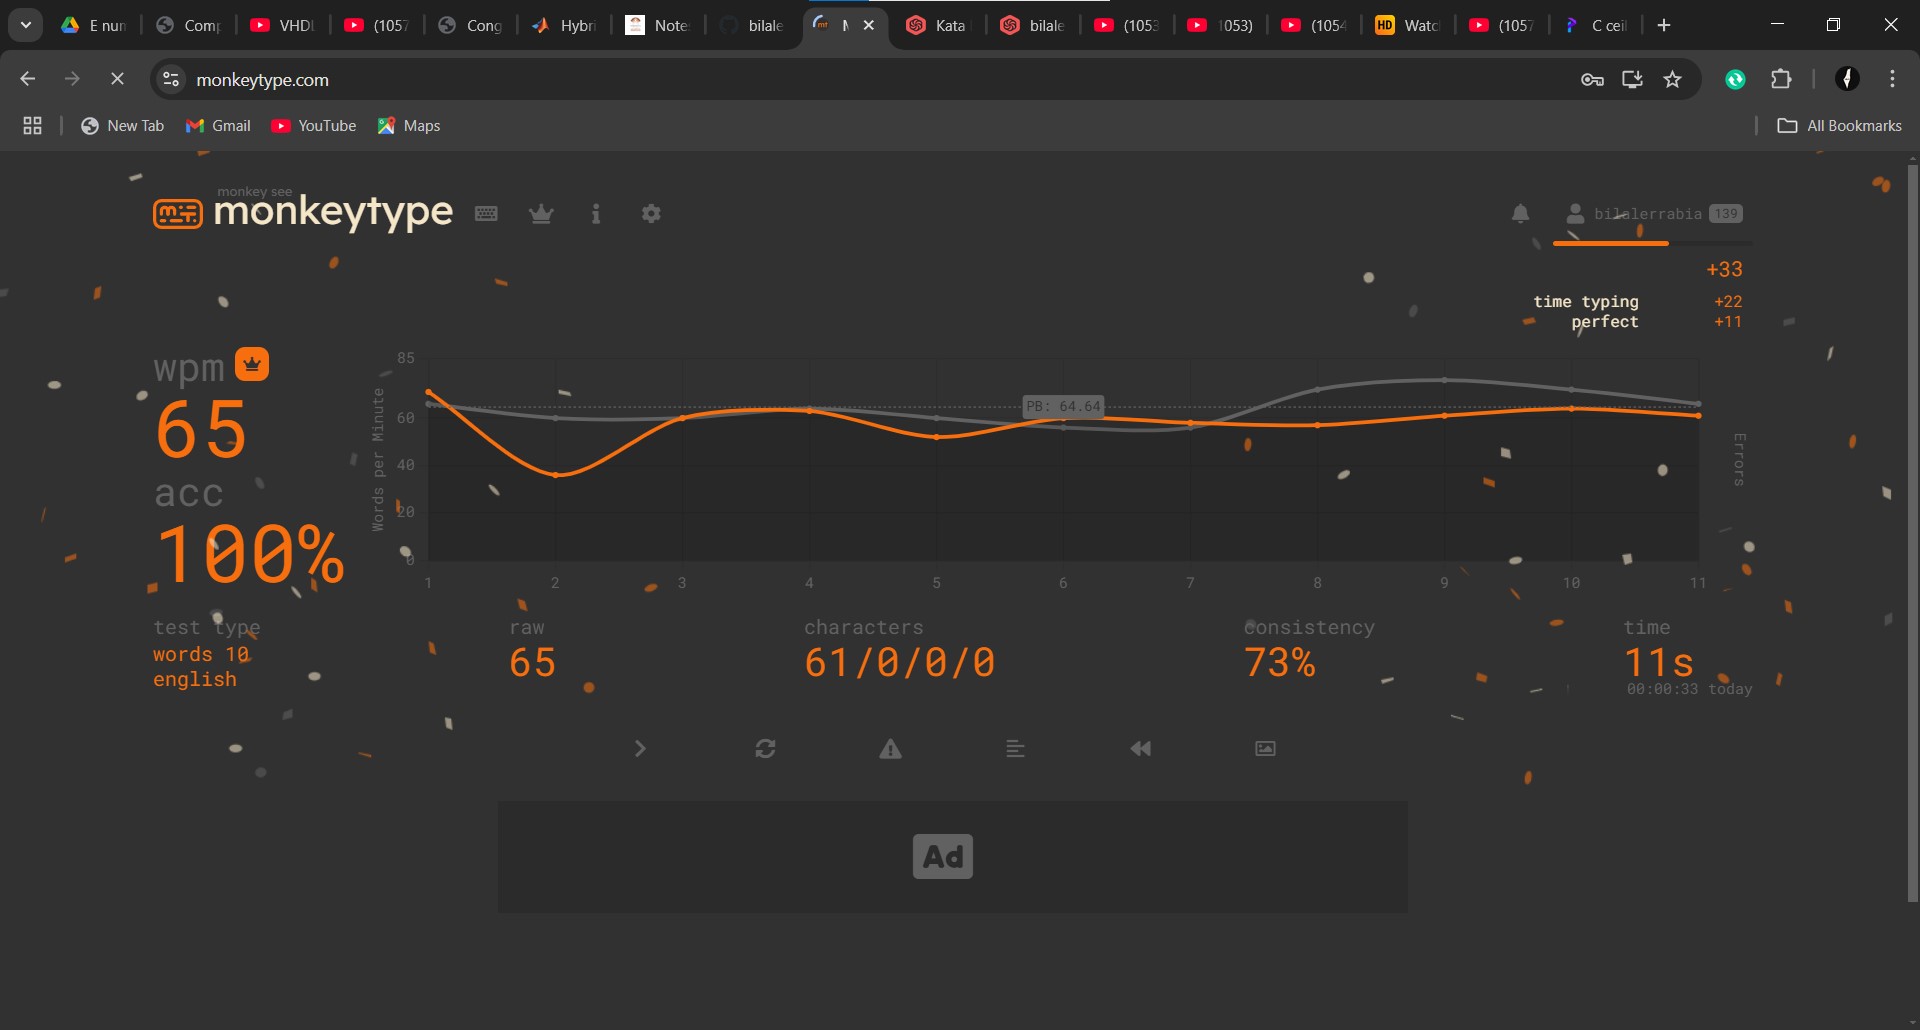 E nun
Comp
VHDL
(1057
Cong
Hybri
Note
bilale
Kata
bilale
(1053
1053)
(1054
HD Watc
(1057
C ceil
monkeytype.com
New Tab
Gmail
YouTube
Maps
All Bookmarks
monkey see
monkeytype
bilalerrabia 139
+33
time typing +22
perfect +11
wpm
65
acc
100%
Words per Minute
85
60
40
20
0
PB: 64.64
Errors
1 2 3 4 5 6 7 8 9 10 11
test type
words 10
english
raw
65
characters
61/0/0/0
consistency
73%
time
11s
00:00:33 today
Ad